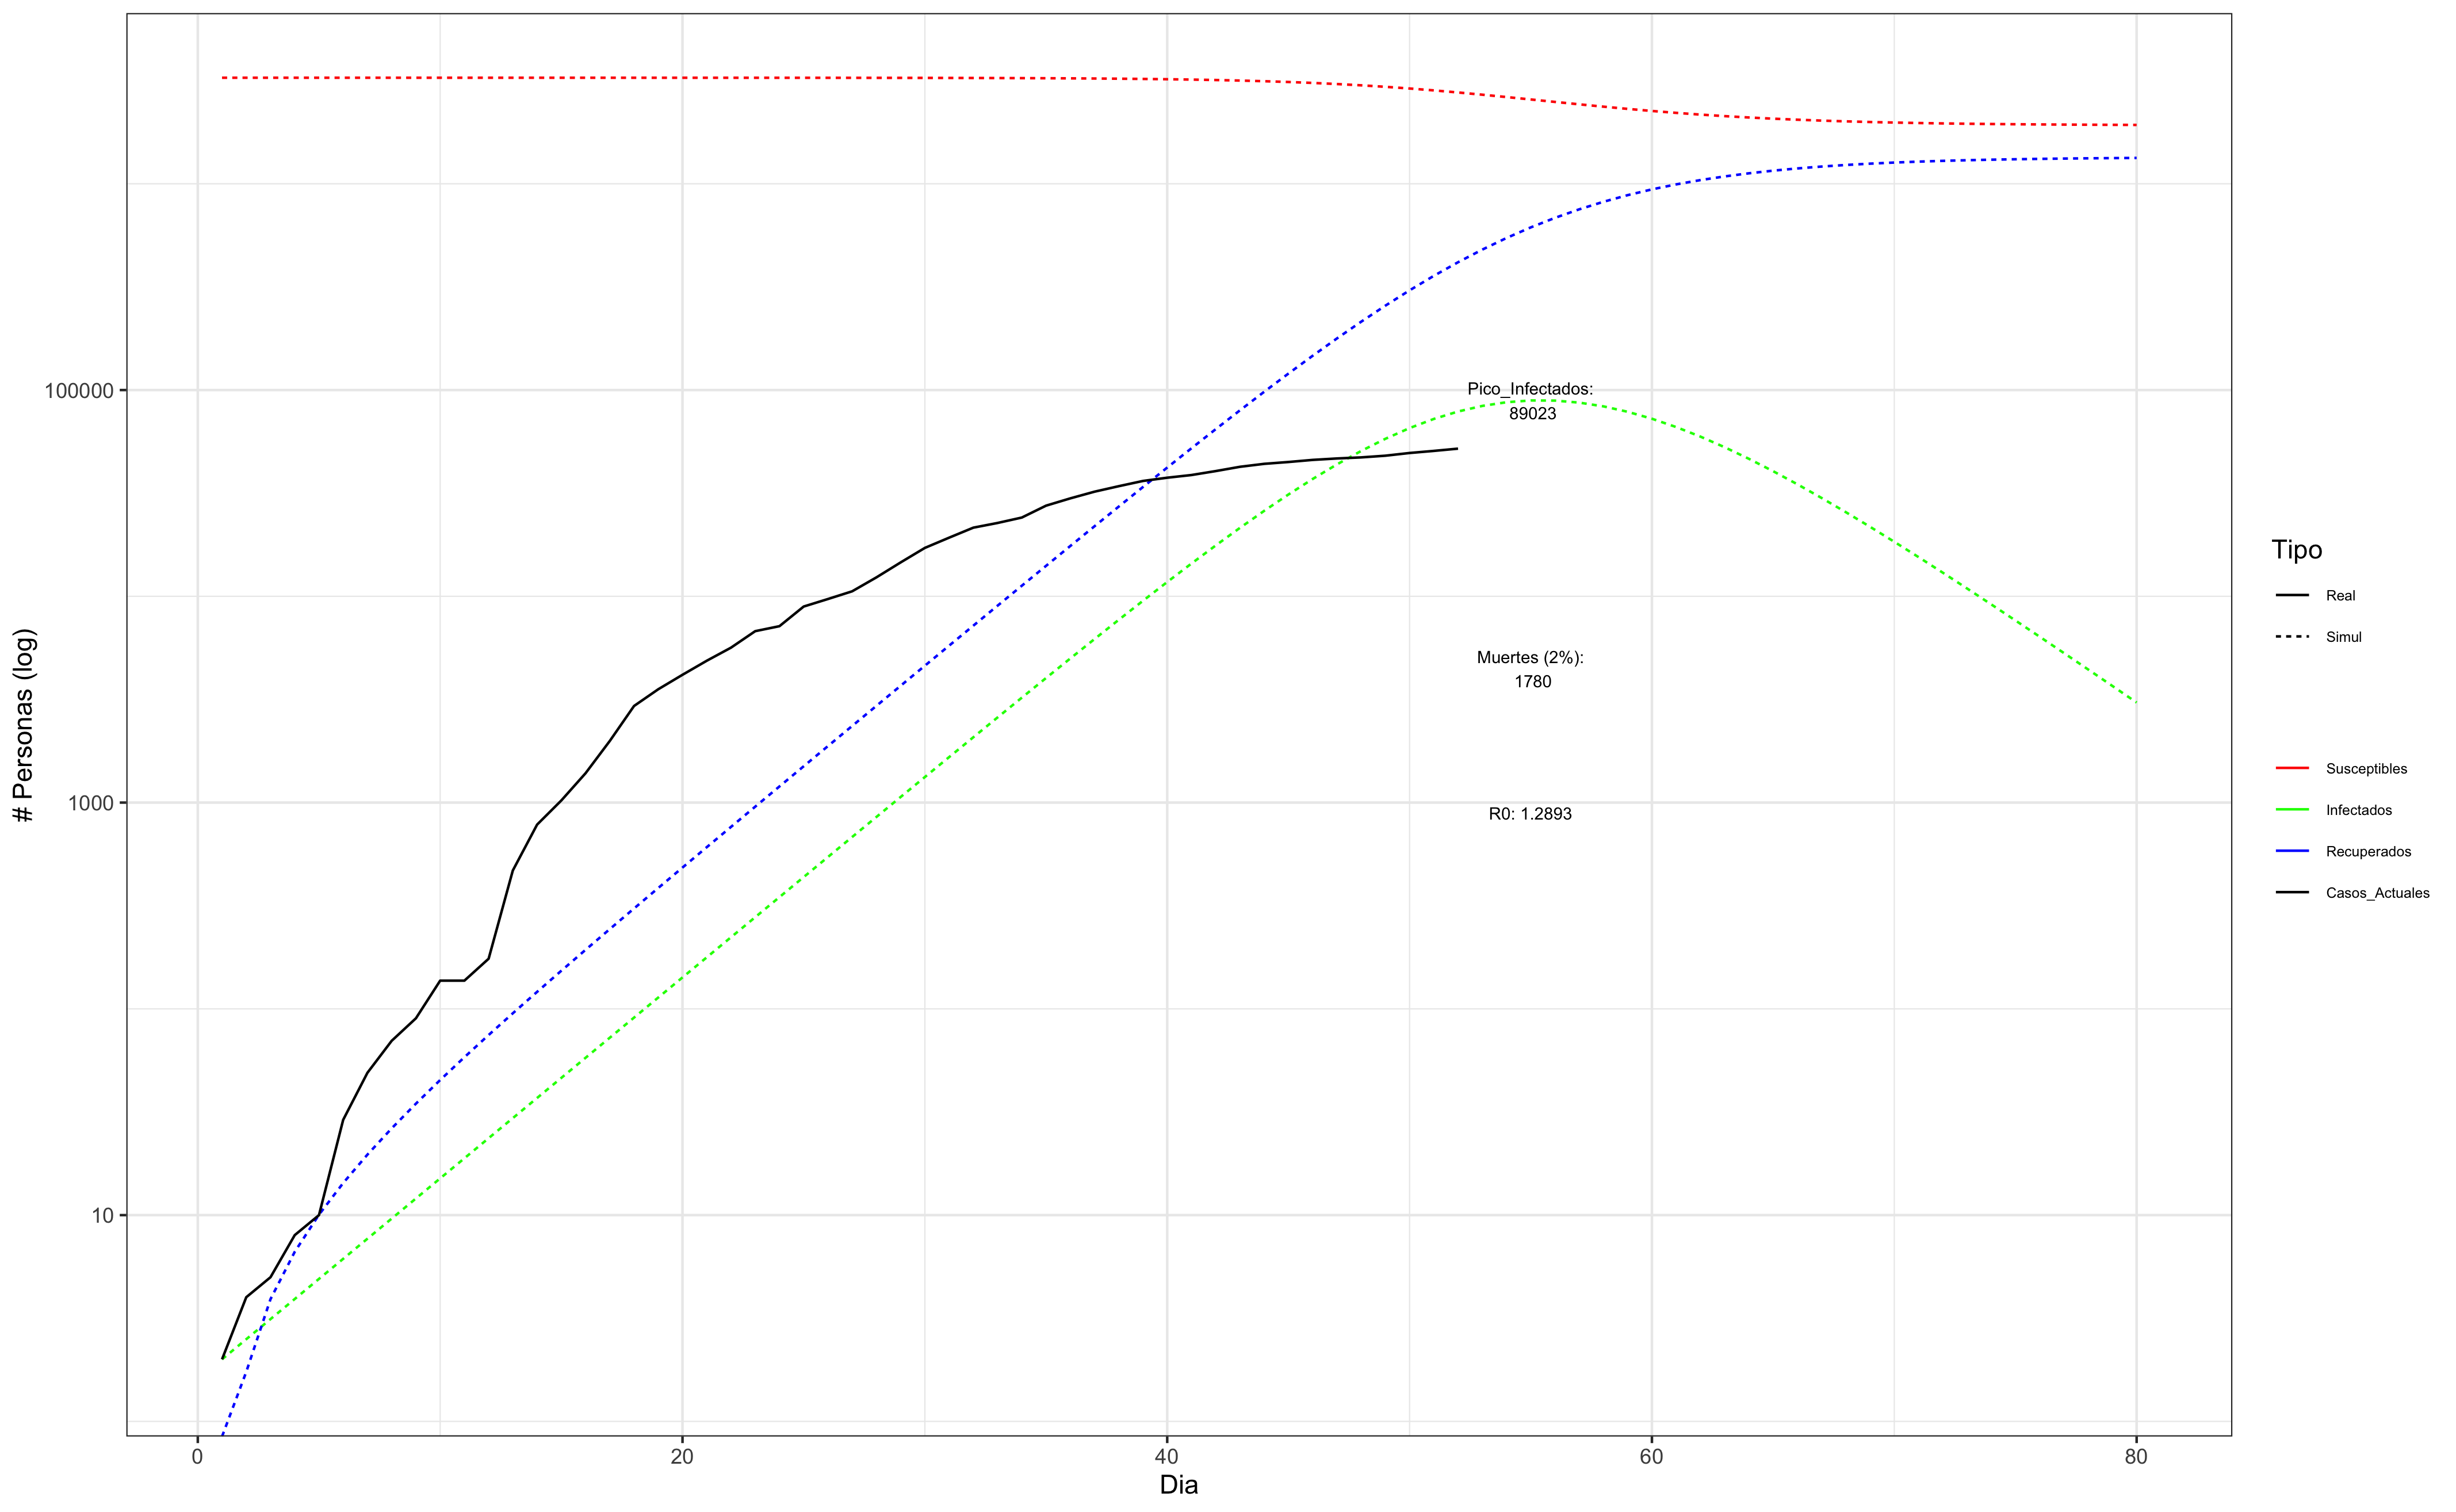 # Personas (log)
100000
1000
10
Pico_Infectados:
89023
Muertes (2%):
1780
R0: 1.2893
0
20
40
60
80
Dia
Tipo
Real
Simul
Susceptibles
Infectados
Recuperados
Casos_Actuales